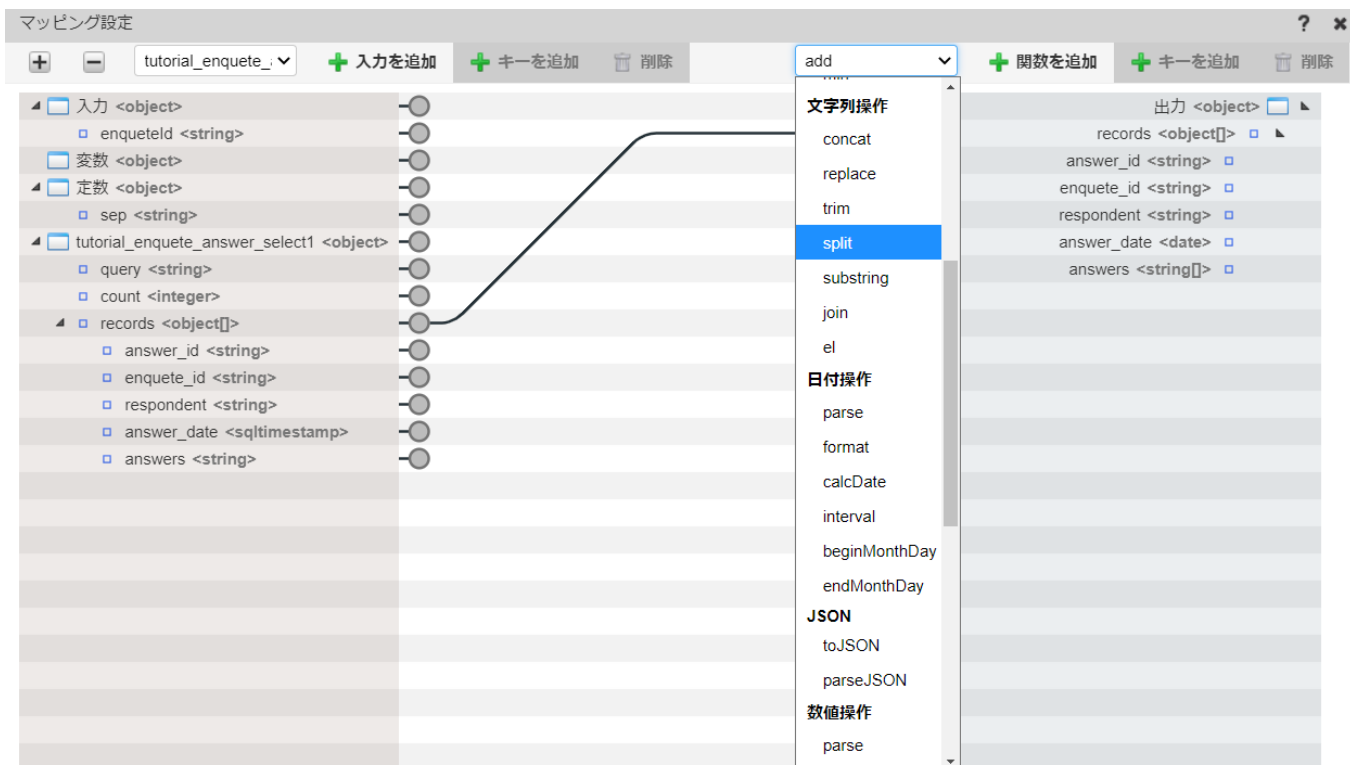 マッピング設定
? ✖
tutorial_enquete_ 入力を追加 キーを追加 削除 add 関数を追加 キーを追加 削除
入力 <object>
enqueteId <string>
変数 <object>
定数 <object>
sep <string>
tutorial_enquete_answer_select1 <object>
query <string>
count <integer>
records <object[]>
answer_id <string>
enquete_id <string>
respondent <string>
answer_date <sqltimestamp>
answers <string>
文字列操作
concat
replace
trim
split
substring
join
el
日付操作
parse
format
calcDate
interval
beginMonthDay
endMonthDay
JSON
toJSON
parseJSON
数値操作
parse
出力 <object>
records <object[]>
answer_id <string>
enquete_id <string>
respondent <string>
answer_date <date>
answers <string[]>